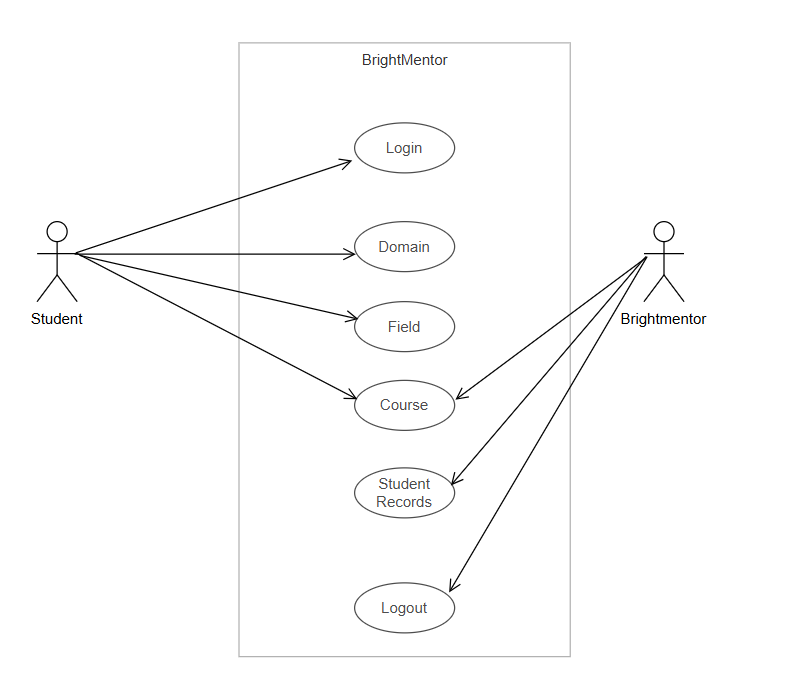 BrightMentor
Login
Domain
Field
Course
Student
Records
Logout
Student
Brightmentor